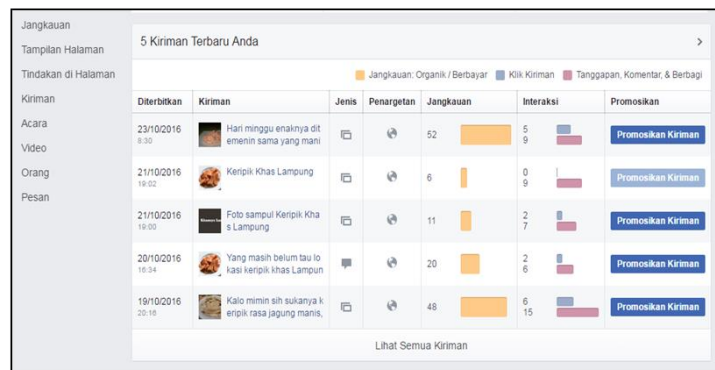 Jangkauan
Tampilan Halaman
Tindakan di Halaman
Kiriman
Acara
Video
Orang
Pesan
5 Kiriman Terbaru Anda
Jangkauan: Organik / Berbayar Klik Kiriman Tanggapan, Komentar, & Berbagi
Diterbitkan Kiriman Jenis Penargetan Jangkauan Interaksi Promosikan
23/10/2016
8:30
Hari minggu enaknya dit
emenin sama yang mani
52
5
9
Promosikan Kiriman
21/10/2016
19:02
Keripik Khas Lampung
6
0
9
Promosikan Kiriman
21/10/2016
19:00
Foto sampul Keripik Kha
s Lampung
11
2
7
Promosikan Kiriman
20/10/2016
16:34
Yang masih belum tau lo
kasi keripik khas Lampun
20
2
6
Promosikan Kiriman
19/10/2016
20:16
Kalo mimin sih sukanya k
eripik rasa jagung manis,
48
6
15
Promosikan Kiriman
Lihat Semua Kiriman